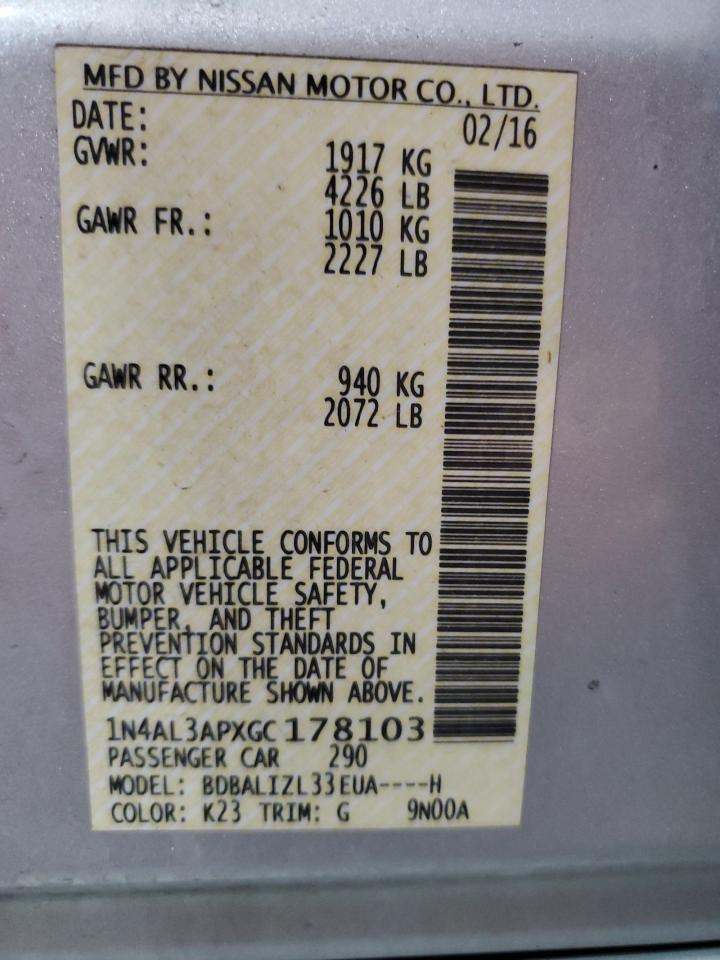 MFD BY NISSAN MOTOR CO., LTD.
DATE: 02/16
GVWR: 1917 KG
4226 LB
GAWR FR.: 1010 KG
2227 LB
GAWR RR.: 940 KG
2072 LB
THIS VEHICLE CONFORMS TO
ALL APPLICABLE FEDERAL
MOTOR VEHICLE SAFETY,
BUMPER, AND THEFT
PREVENTION STANDARDS IN
EFFECT ON THE DATE OF
MANUFACTURE SHOWN ABOVE.
1N4AL3APXGC178103
PASSENGER CAR 290
MODEL: BDBALIZL33EUA----H
COLOR: K23 TRIM: G 9N00A